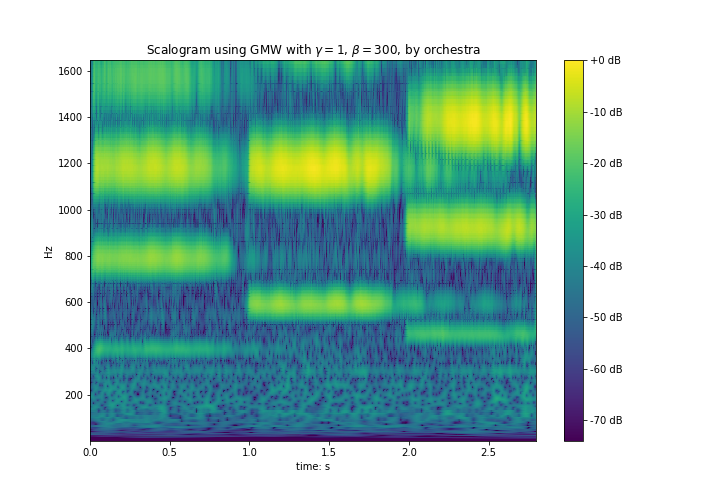 Scalogram using GMW with γ = 1, β = 300, by orchestra
1600
1400
1200
1000
800
600
400
200
Hz
0.0
0.5
1.0
1.5
2.0
2.5
time: s
+0 dB
-10 dB
-20 dB
-30 dB
-40 dB
-50 dB
-60 dB
-70 dB